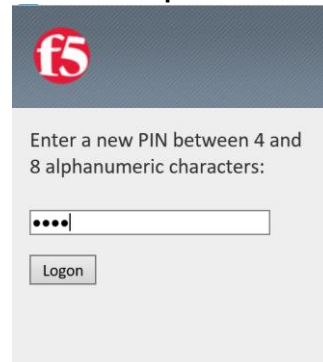 f5
Enter a new PIN between 4 and
8 alphanumeric characters:
••••
Logon